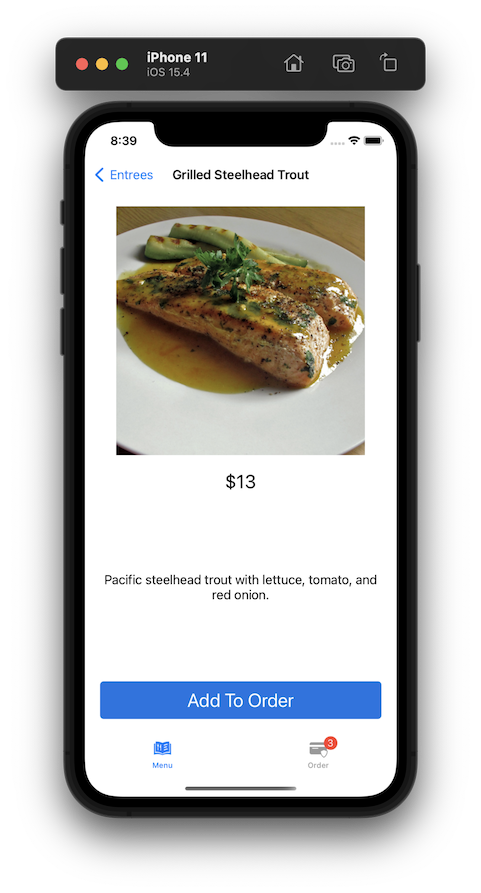 iPhone 11
iOS 15.4
8:39
Entrees
Grilled Steelhead Trout
$13
Pacific steelhead trout with lettuce, tomato, and
red onion.
Add To Order
3
Menu
Order